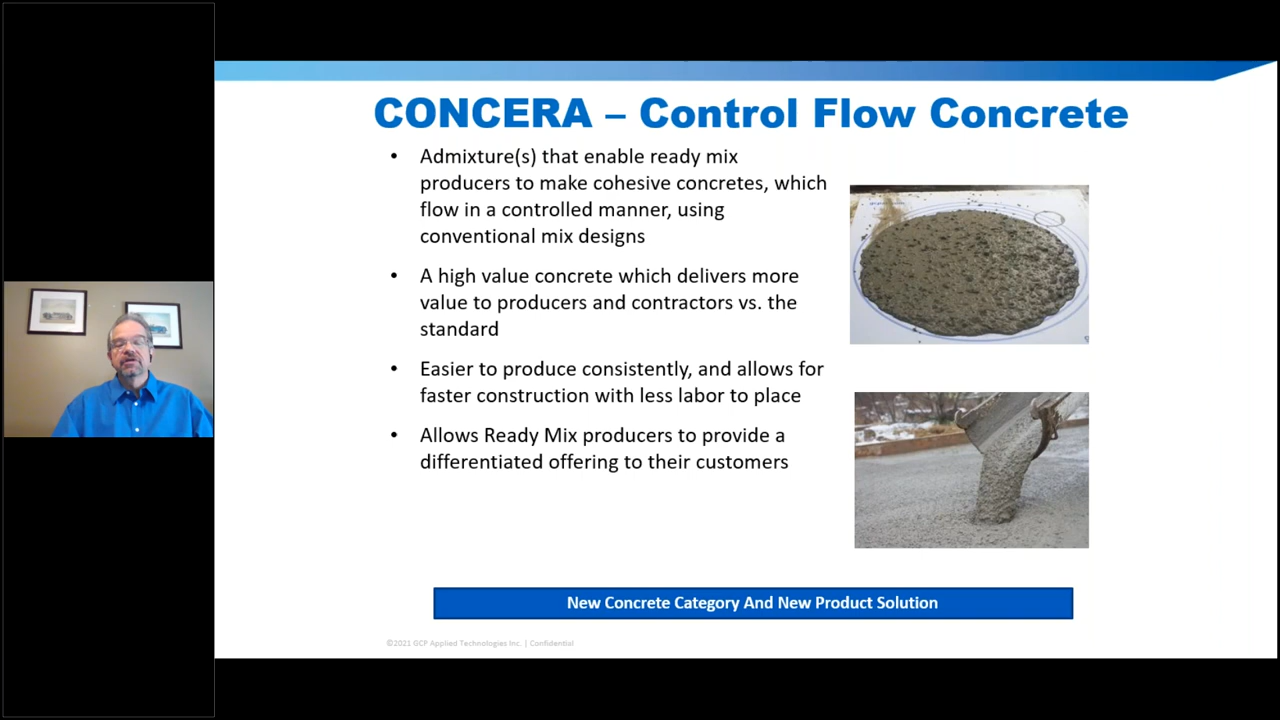 CONCERA – Control Flow Concrete
• Admixture(s) that enable ready mix
producers to make cohesive concretes, which
flow in a controlled manner, using
conventional mix designs
• A high value concrete which delivers more
value to producers and contractors vs. the
standard
• Easier to produce consistently, and allows for
faster construction with less labor to place
• Allows Ready Mix producers to provide a
differentiated offering to their customers
New Concrete Category And New Product Solution
©2021 GCP Applied Technologies Inc. | Confidential